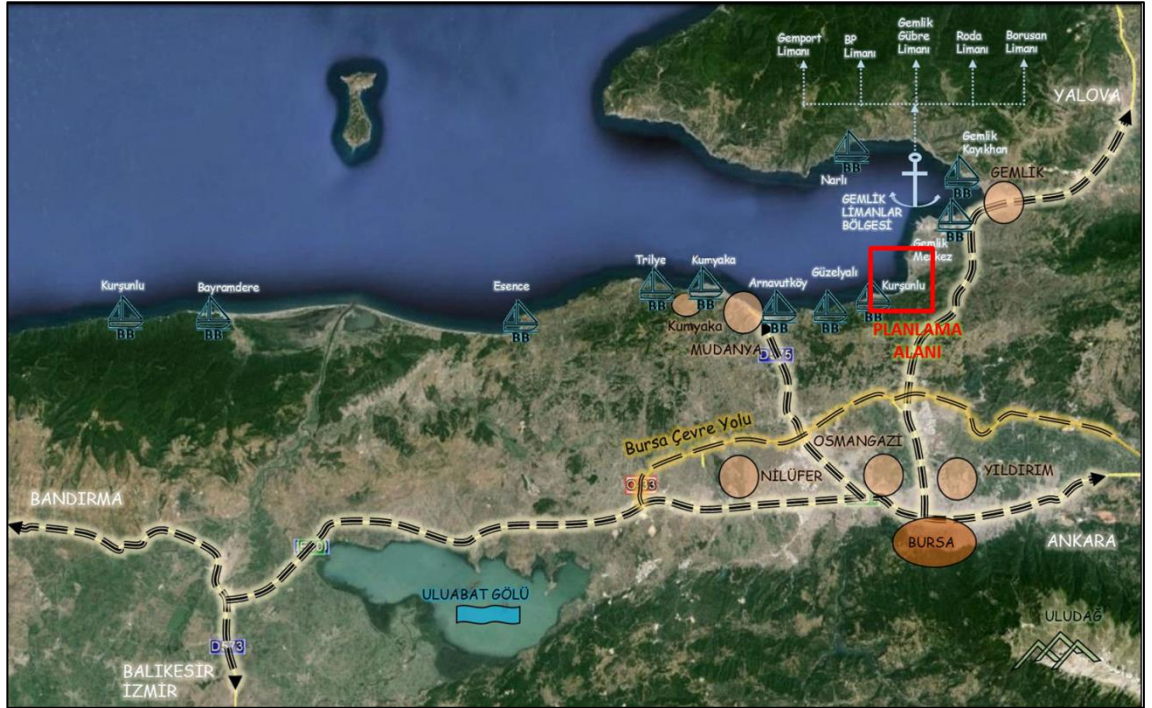 Gemport
Limanı
BP
Limanı
Gemlik
Gübre
Limanı
Roda
Limanı
Borusan
Limanı
YALOVA
Gemlik
Kayıkhan
BB
Narlı
BB
GEMLİK
GEMLİK
LİMANLAR
BÖLGESİ
BB
Gemlik
Merkez
Kurşunlu
BB
Bayramdere
BB
Esence
BB
Trilye
BB
Kumyaka
BB
Kumyaka
MUDANYA
Arnavutköy
BB
Güzelyalı
BB
Kurşunlu
BB
PLANLAMA
ALANI
Bursa Çevre Yolu
OSMANGAZİ
NİLÜFER
YILDIRIM
BANDIRMA
BURSA
ANKARA
ULUABAT GÖLÜ
ULUDAĞ
BALIKESİR
İZMİR